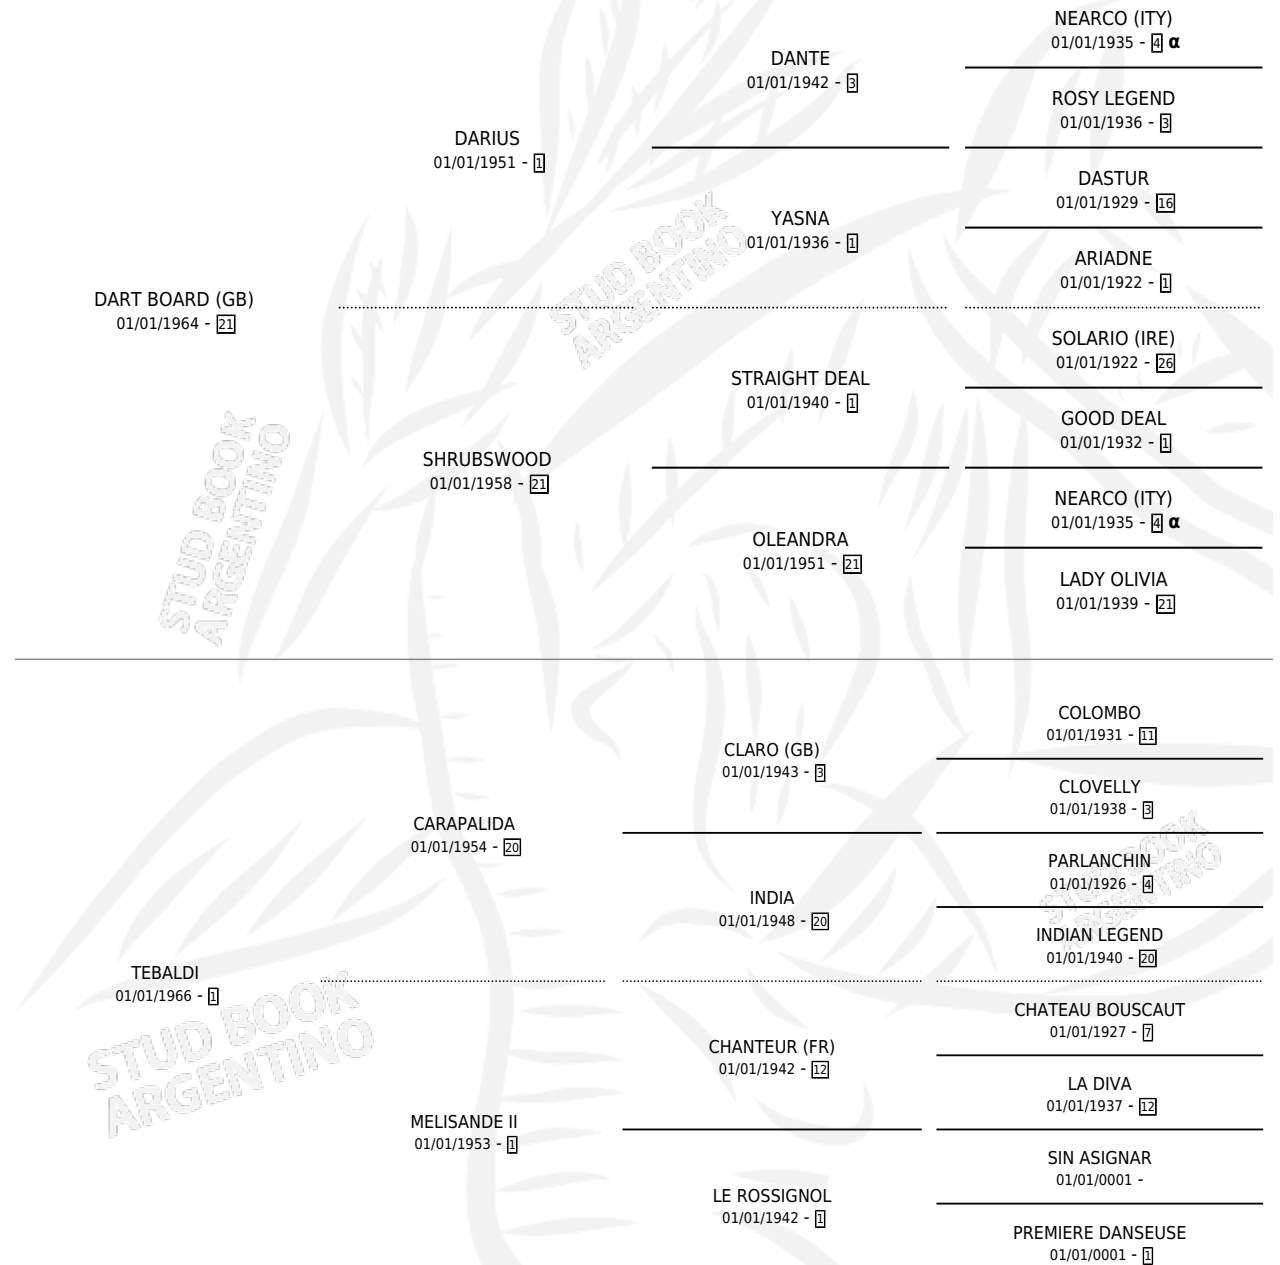 DART BOARD (GB)
01/01/1964 - 21
DARIUS
01/01/1951 - 1
DANTE
01/01/1942 - 3
NEARCO (ITY)
01/01/1935 - 4 α
ROSY LEGEND
01/01/1936 - 3
YASNA
01/01/1936 - 1
DASTUR
01/01/1929 - 16
ARIADNE
01/01/1922 - 1
SHRUBSWOOD
01/01/1958 - 21
STRAIGHT DEAL
01/01/1940 - 1
SOLARIO (IRE)
01/01/1922 - 26
GOOD DEAL
01/01/1932 - 1
OLEANDRA
01/01/1951 - 21
NEARCO (ITY)
01/01/1935 - 4 α
LADY OLIVIA
01/01/1939 - 21
TEBALDI
01/01/1966 - 1
CARAPALIDA
01/01/1954 - 20
CLARO (GB)
01/01/1943 - 3
COLOMBO
01/01/1931 - 11
CLOVELLY
01/01/1938 - 3
INDIA
01/01/1948 - 20
PARLANCHIN
01/01/1926 - 4
INDIAN LEGEND
01/01/1940 - 20
MELISANDE II
01/01/1953 - 1
CHANTEUR (FR)
01/01/1942 - 12
CHATEAU BOUSCAUT
01/01/1927 - 7
LA DIVA
01/01/1937 - 12
LE ROSSIGNOL
01/01/1942 - 1
SIN ASIGNAR
01/01/0001 -
PREMIERE DANSEUSE
01/01/0001 - 1
STUD BOOK
ARGENTINO
STUD BOOK
ARGENTINO
STUD BOOK
ARGENTINO
STUD BOOK
ARGENTINO